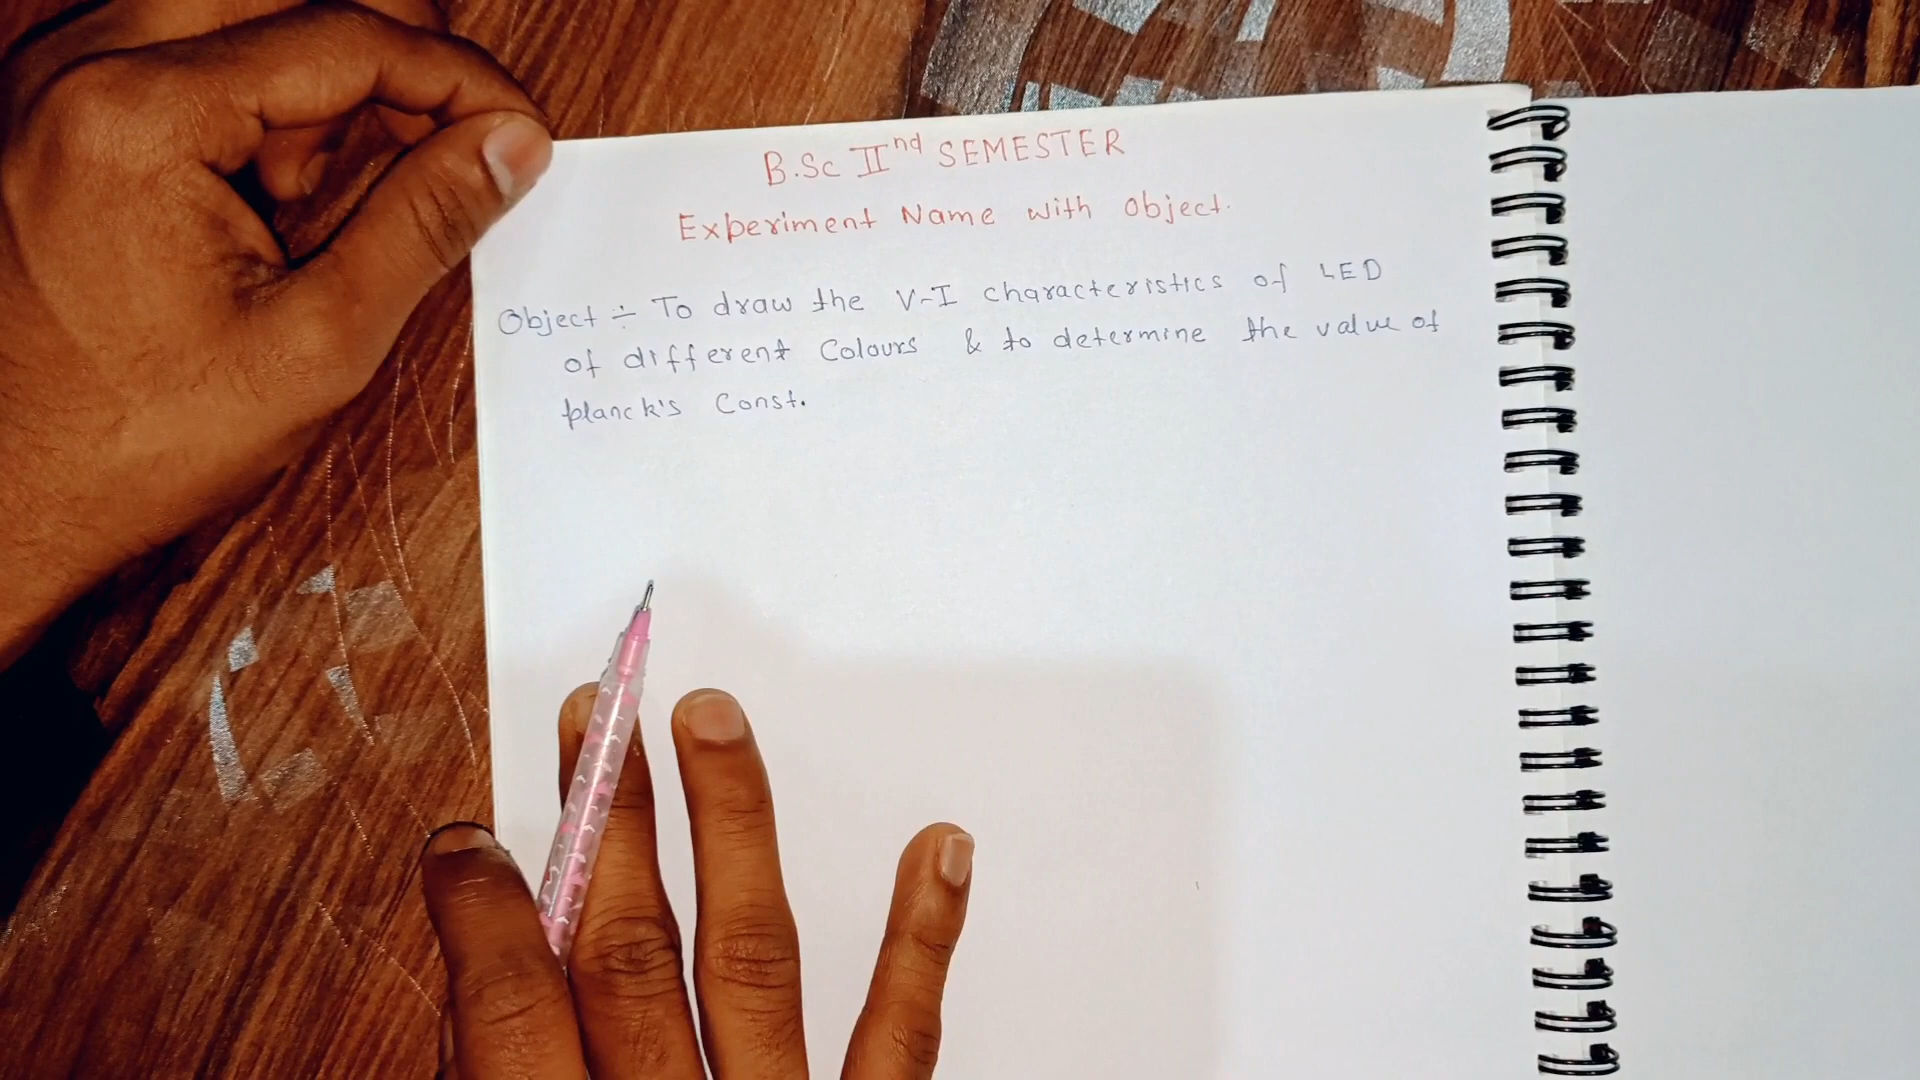 B.Sc IInd SEMESTER
Experiment Name with Object.
Object ÷ To draw the V-I characteristics of LED
of different Colours & to determine the value of
planck's Const.